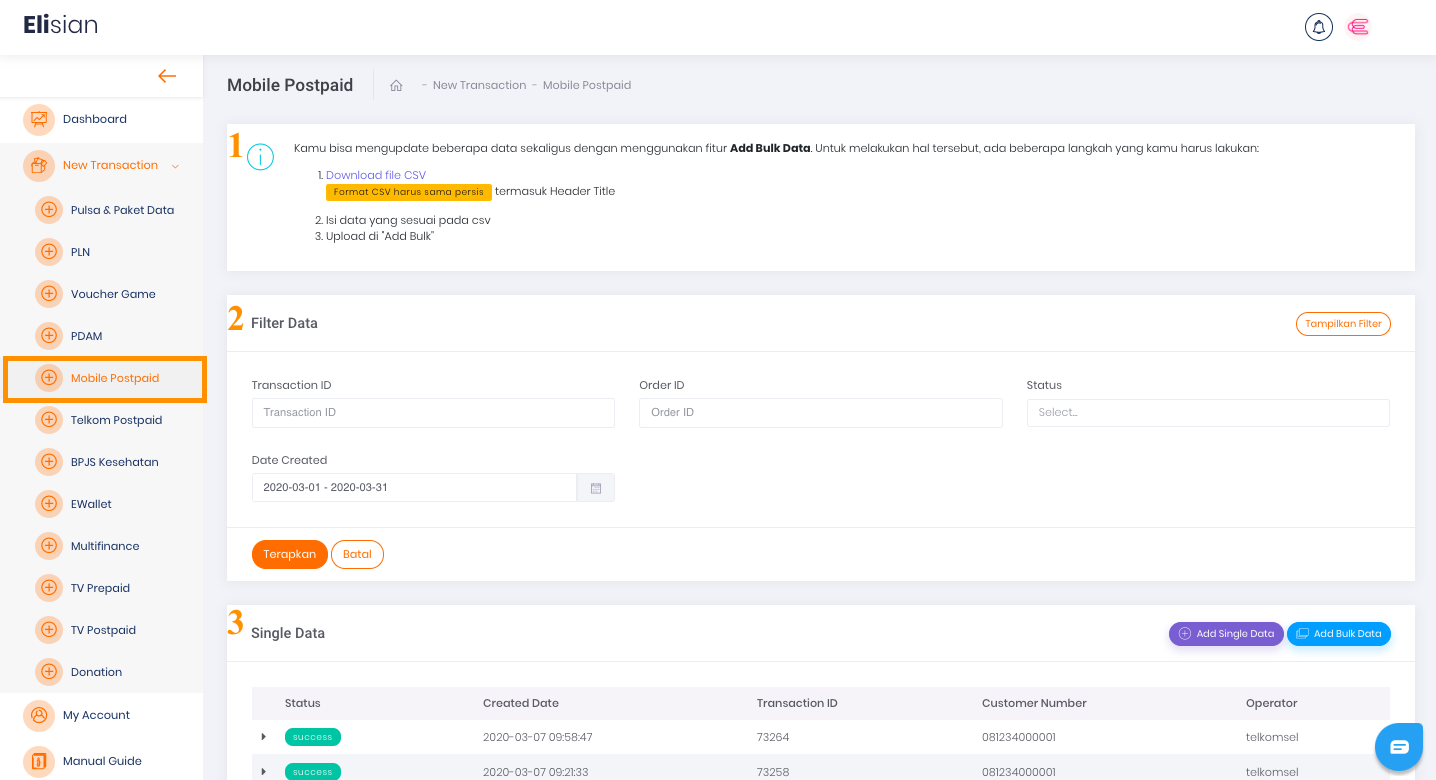 Elisian
Dashboard
New Transaction
Pulsa & Paket Data
PLN
Voucher Game
PDAM
Mobile Postpaid
Telkom Postpaid
BPJS Kesehatan
EWallet
Multifinance
TV Prepaid
TV Postpaid
Donation
My Account
Manual Guide
Mobile Postpaid - New Transaction - Mobile Postpaid
1
Kamu bisa mengupdate beberapa data sekaligus dengan menggunakan fitur Add Bulk Data. Untuk melakukan hal tersebut, ada beberapa langkah yang kamu harus lakukan:
1. Download file CSV
Format CSV harus sama persis termasuk Header Title
2. Isi data yang sesuai pada csv
3. Upload di "Add Bulk"
2 Filter Data Tampilkan Filter
Transaction ID Order ID Status
Transaction ID Order ID Select...
Date Created
2020-03-01 - 2020-03-31
Terapkan Batal
3 Single Data Add Single Data Add Bulk Data
Status Created Date Transaction ID Customer Number Operator
success 2020-03-07 09:58:47 73264 081234000001 telkomsel
success 2020-03-07 09:21:33 73258 081234000001 telkomsel